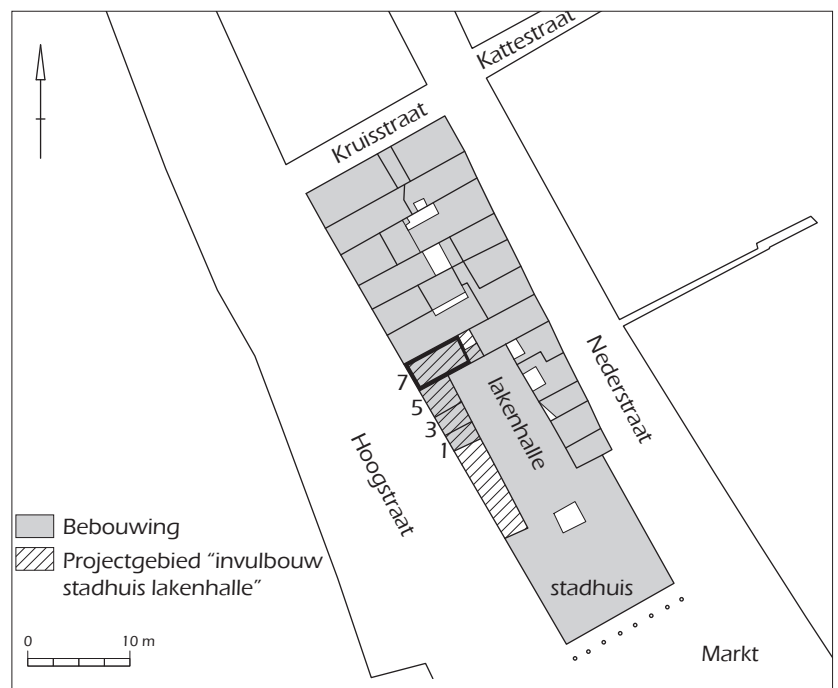 Kattestraat
Kruisstraat
Nederstraat
lakenhalle
7
5
3
1
Hoogstraat
Bebouwing
Projectgebied "invulbouw
stadhuis lakenhalle"
stadhuis
0 10 m
Markt